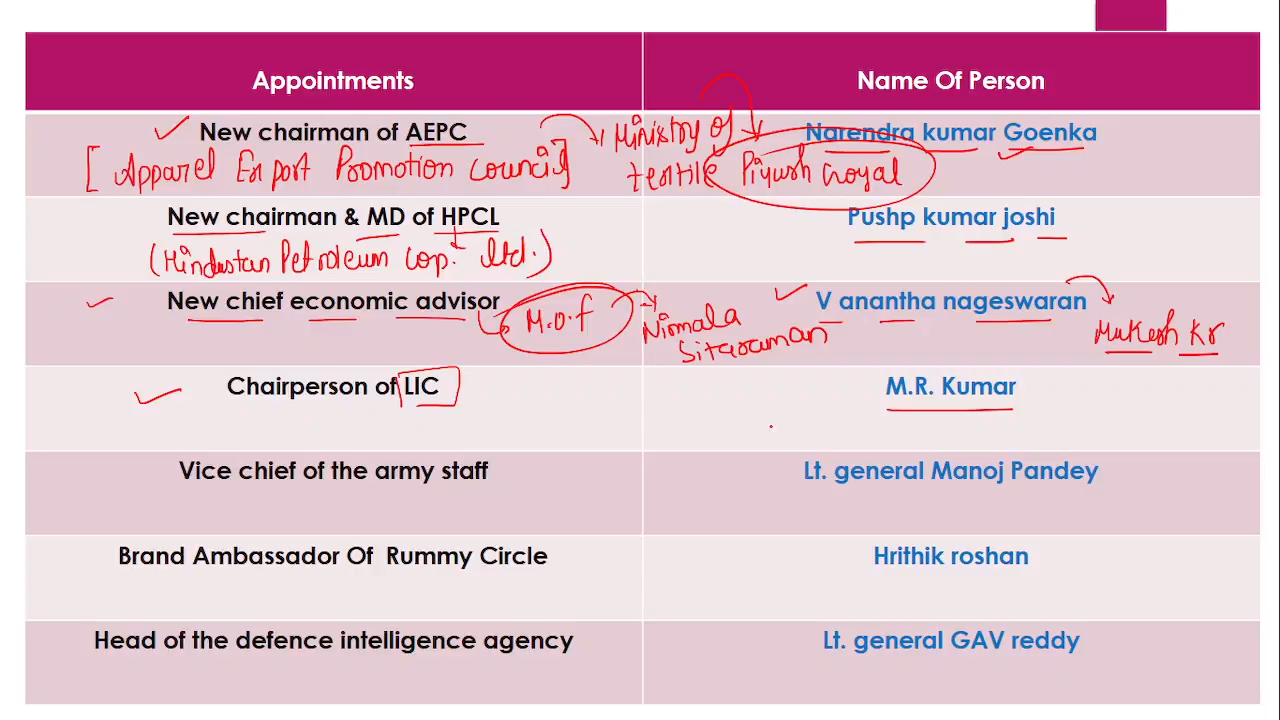 Appointments
Name Of Person
New chairman of AEPC
[Apparel Export Promotion Council]
Ministry of
textile
Narendra kumar Goenka
Piyush Goyal
New chairman & MD of HPCL
(Hindustan Petroleum Cop. ltd.)
Pushp kumar joshi
New chief economic advisor
M.O.F
Nirmala
Sitaraman
V anantha nageswaran
Mukesh Kr
Chairperson of LIC
M.R. Kumar
Vice chief of the army staff
Lt. general Manoj Pandey
Brand Ambassador Of Rummy Circle
Hrithik roshan
Head of the defence intelligence agency
Lt. general GAV reddy